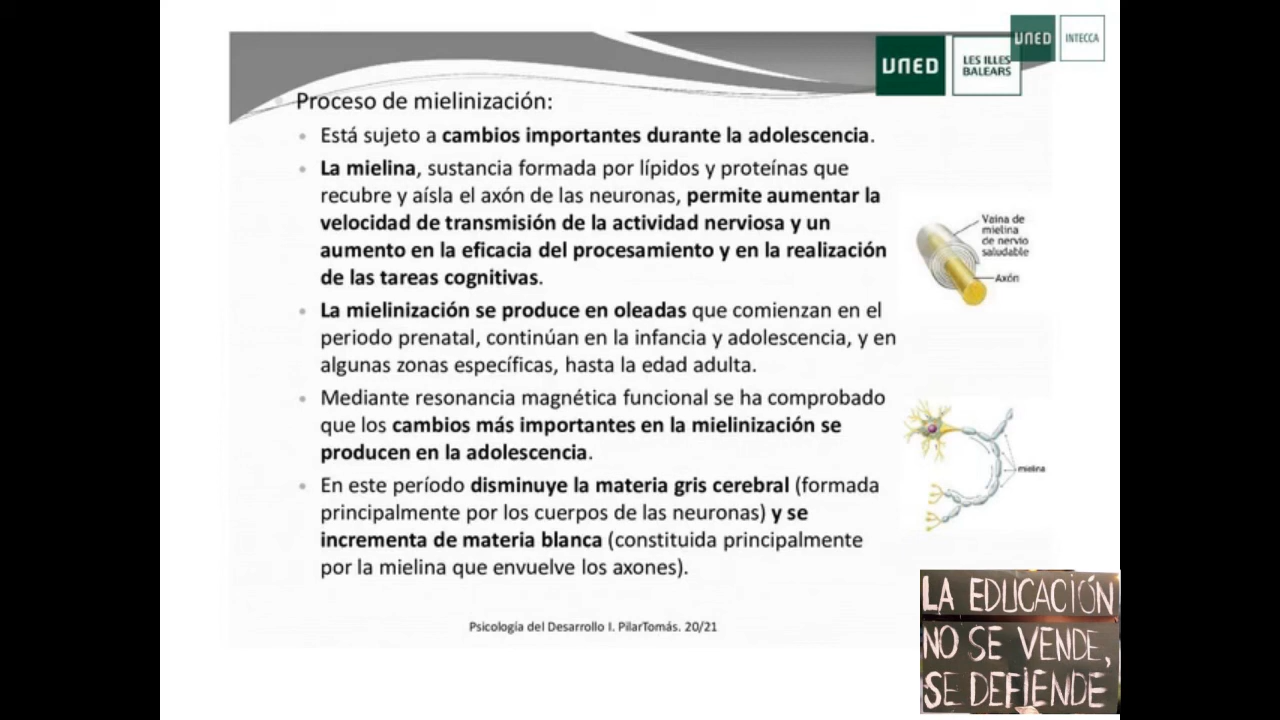 UNED
INTECCA
UNED
LES ILLES
BALEARS
Proceso de mielinización:
• Está sujeto a cambios importantes durante la adolescencia.
• La mielina, sustancia formada por lípidos y proteínas que
recubre y aísla el axón de las neuronas, permite aumentar la
velocidad de transmisión de la actividad nerviosa y un
aumento en la eficacia del procesamiento y en la realización
de las tareas cognitivas.
• La mielinización se produce en oleadas que comienzan en el
periodo prenatal, continúan en la infancia y adolescencia, y en
algunas zonas específicas, hasta la edad adulta.
• Mediante resonancia magnética funcional se ha comprobado
que los cambios más importantes en la mielinización se
producen en la adolescencia.
• En este período disminuye la materia gris cerebral (formada
principalmente por los cuerpos de las neuronas) y se
incrementa de materia blanca (constituida principalmente
por la mielina que envuelve los axones).
Vaina de
mielina
de nervio
saludable
Axón
mielina
Psicología del Desarrollo I. PilarTomás. 20/21
LA EDUCACIÓN
NO SE VENDE,
SE DEFIENDE